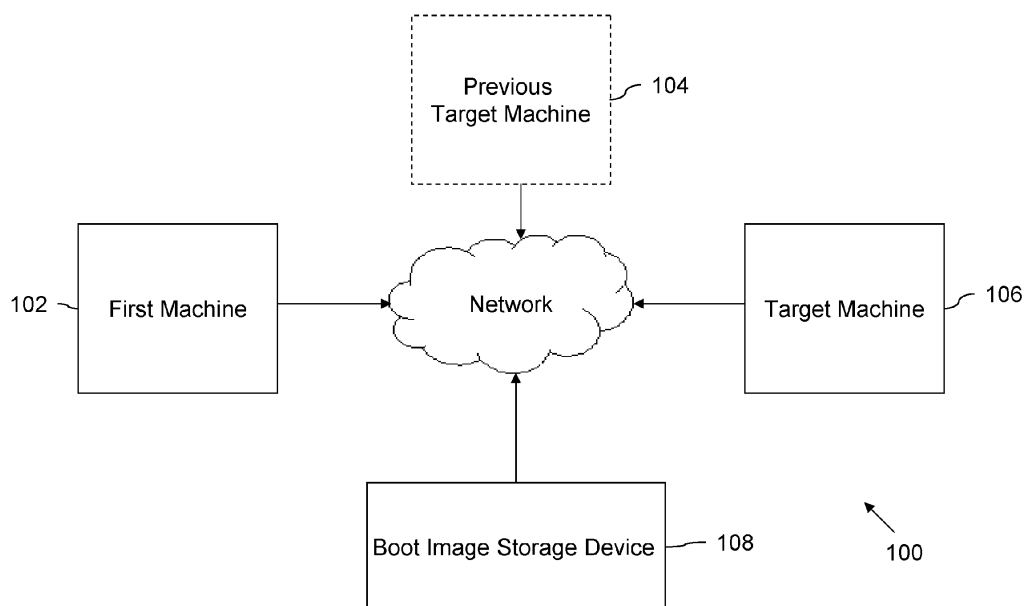 Previous
Target Machine
104
102
First Machine
Network
Target Machine
106
Boot Image Storage Device
108
100